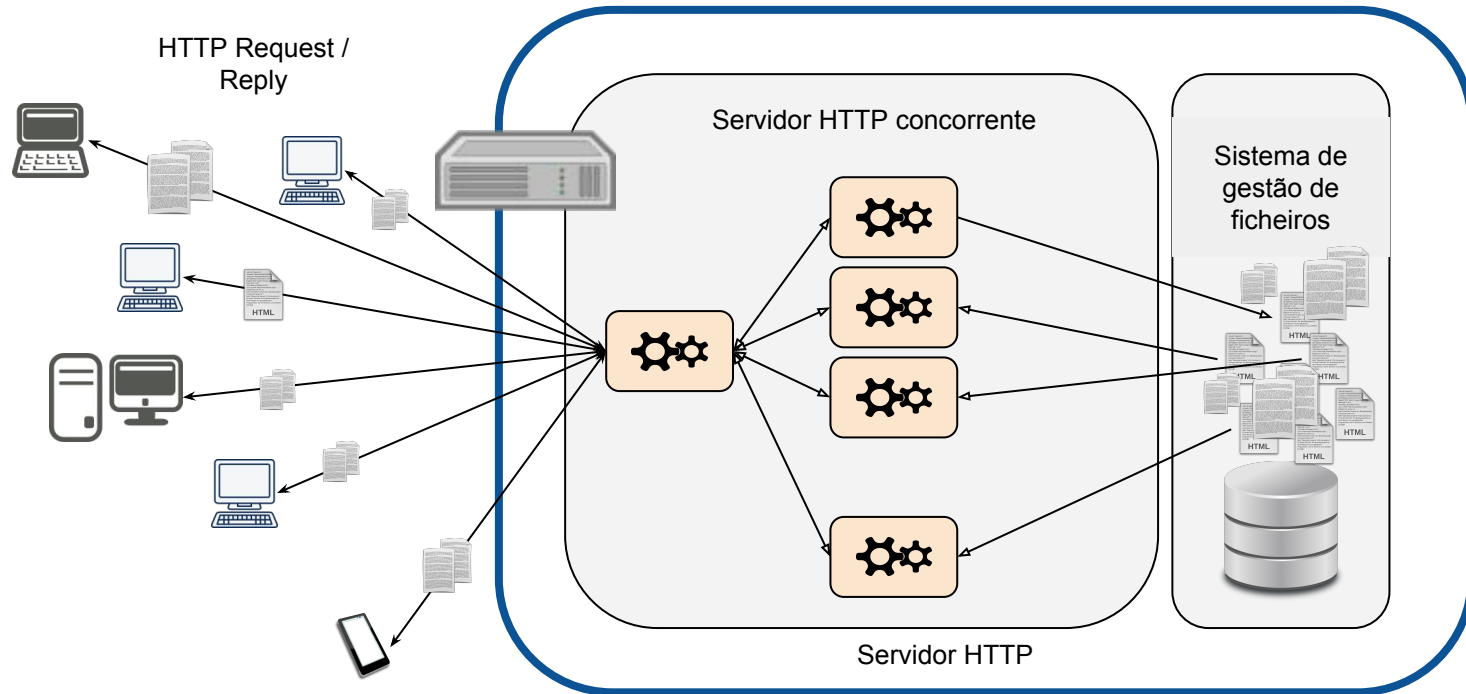 HTTP Request /
Reply
Servidor HTTP concorrente
Sistema de
gestão de
ficheiros
HTML
HTML
HTML
HTML
HTML
HTML
HTML
Servidor HTTP